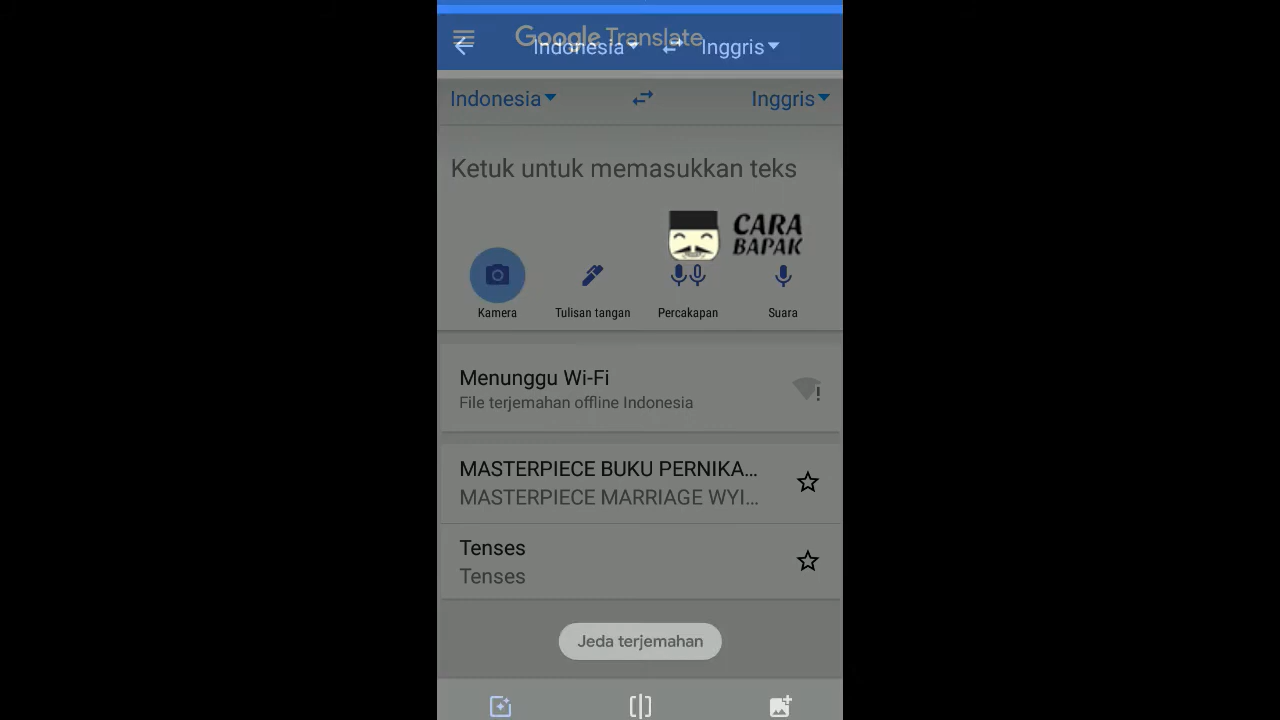 Google Translate
Indonesia Inggris
Indonesia Inggris
Ketuk untuk memasukkan teks
CARA
BAPAK
Kamera Tulisan tangan Percakapan Suara
Menunggu Wi-Fi
File terjemahan offline Indonesia
MASTERPIECE BUKU PERNIKA...
MASTERPIECE MARRIAGE WYI...
Tenses
Tenses
Jeda terjemahan